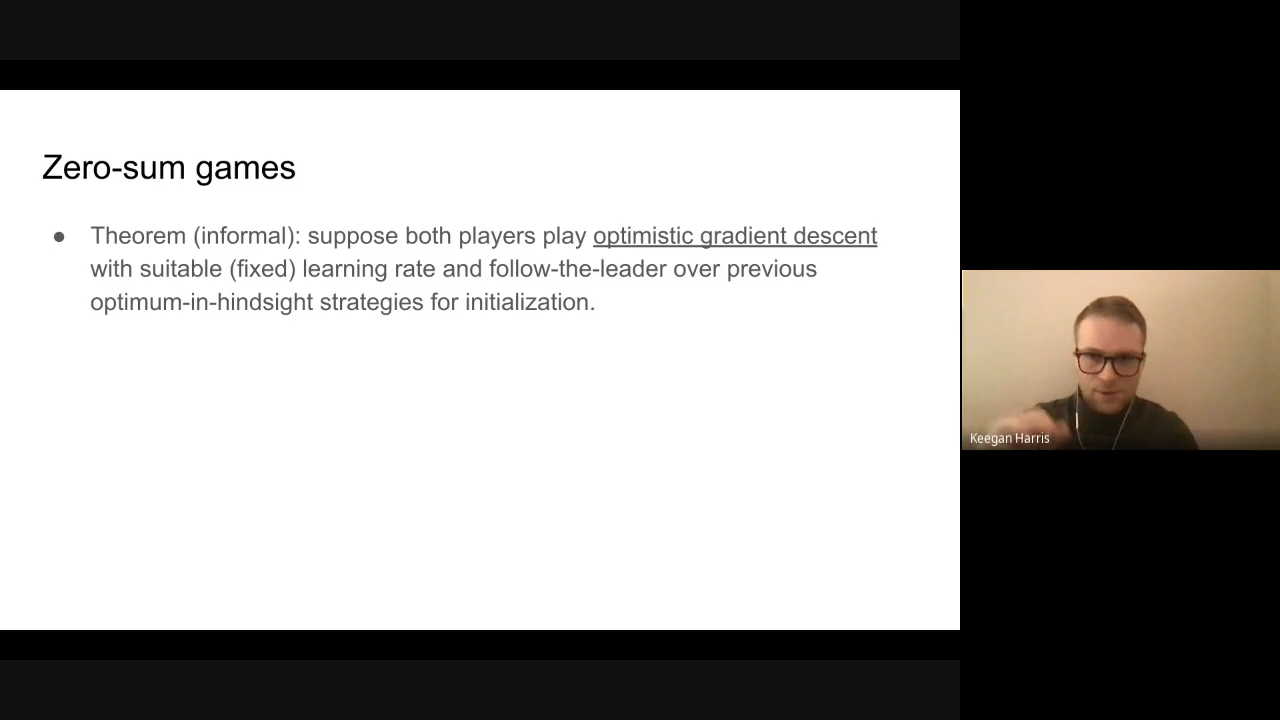 Zero-sum games
● Theorem (informal): suppose both players play optimistic gradient descent
with suitable (fixed) learning rate and follow-the-leader over previous
optimum-in-hindsight strategies for initialization.
Keegan Harris